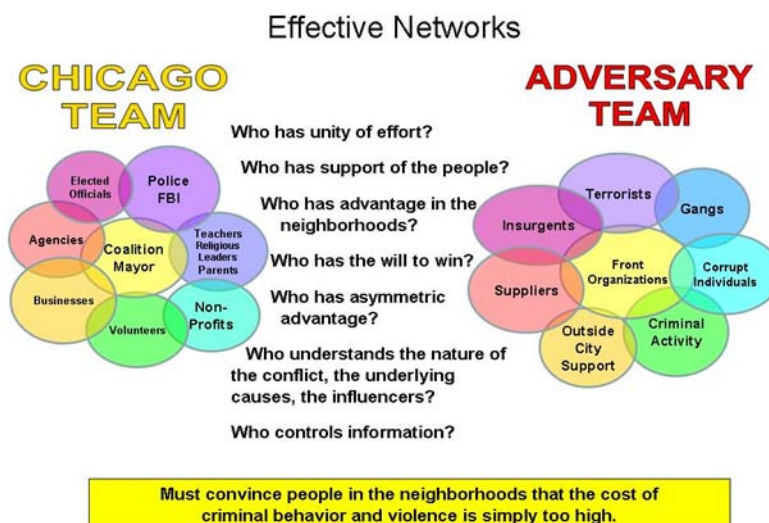 Effective Networks
CHICAGO
TEAM
Elected
Officials
Police
FBI
Agencies
Coalition
Mayor
Teachers
Religious
Leaders
Parents
Businesses
Volunteers
Non-
Profits
Who has unity of effort?
Who has support of the people?
Who has advantage in the
neighborhoods?
Who has the will to win?
Who has asymmetric
advantage?
Who understands the nature of
the conflict, the underlying
causes, the influencers?
Who controls information?
ADVERSARY
TEAM
Terrorists
Gangs
Insurgents
Front
Organizations
Corrupt
Individuals
Suppliers
Outside
City
Support
Criminal
Activity
Must convince people in the neighborhoods that the cost of
criminal behavior and violence is simply too high.